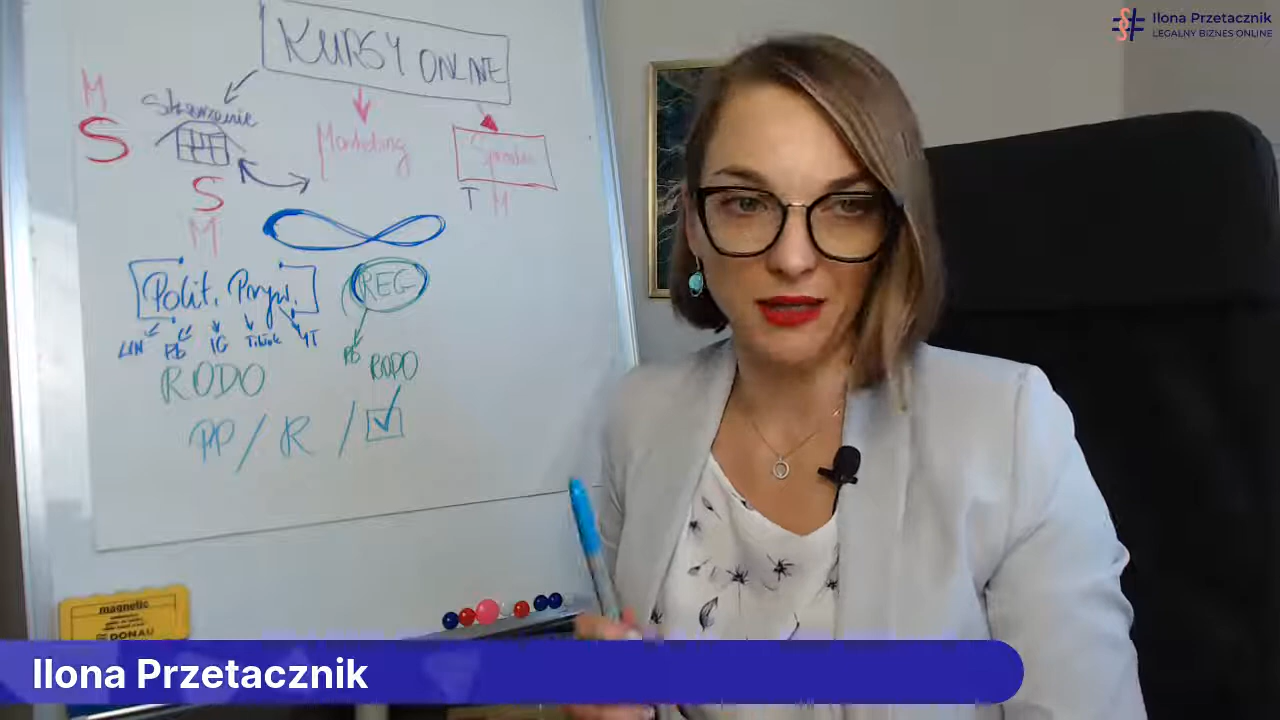 Ilona Przetacznik
LEGALNY BIZNES ONLINE
KURSY ONLINE
M
S
Stworzenie
Marketing
S
M
T M
Polit. Pryw.
REG
LIN Fb IG TikTok YT
Fb
RODO
RODO
PP / R /
magnetic
DONAU
Ilona Przetacznik